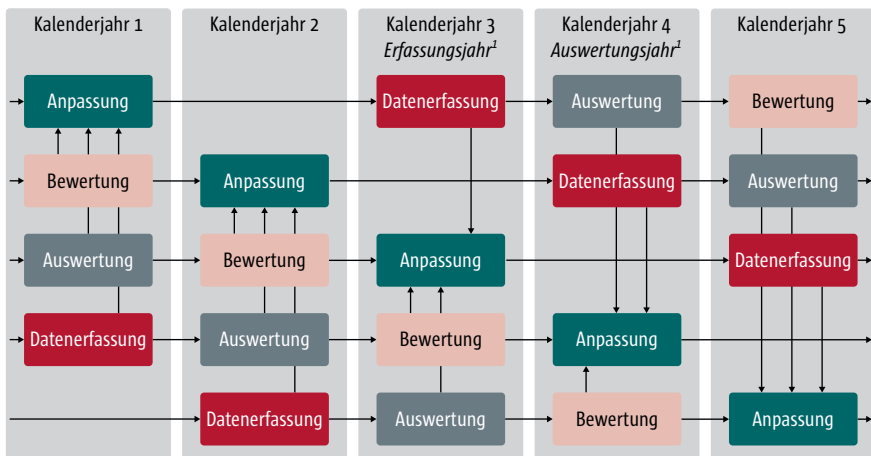 Kalenderjahr 1
Kalenderjahr 2
Kalenderjahr 3
Erfassungsjahr¹
Kalenderjahr 4
Auswertungsjahr¹
Kalenderjahr 5
Anpassung
Datenerfassung
Auswertung
Bewertung
Bewertung
Anpassung
Datenerfassung
Auswertung
Auswertung
Bewertung
Anpassung
Datenerfassung
Datenerfassung
Auswertung
Bewertung
Anpassung
Datenerfassung
Auswertung
Bewertung
Anpassung